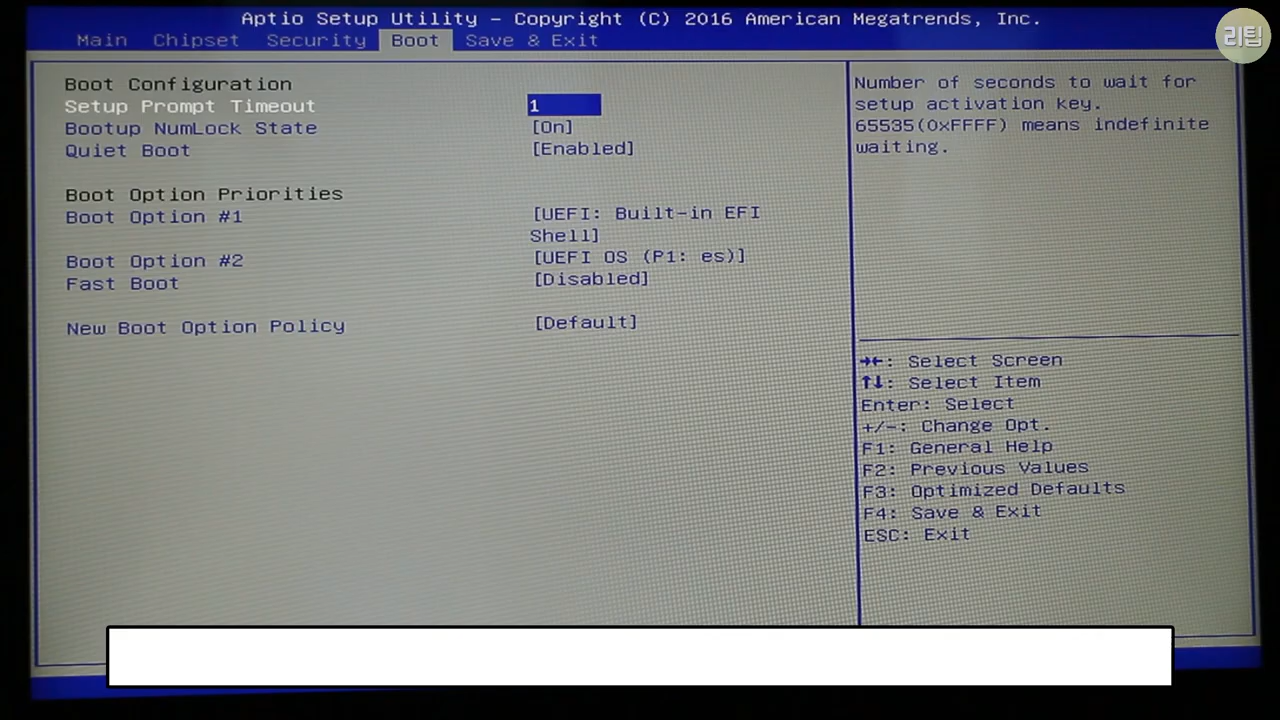 Aptio Setup Utility – Copyright (C) 2016 American Megatrends, Inc.
Main Chipset Security Boot Save & Exit
리팁
Boot Configuration
Setup Prompt Timeout 1
Bootup NumLock State [On]
Quiet Boot [Enabled]
Boot Option Priorities
Boot Option #1 [UEFI: Built-in EFI
Shell]
Boot Option #2 [UEFI OS (P1: es)]
Fast Boot [Disabled]
New Boot Option Policy [Default]
Number of seconds to wait for
setup activation key.
65535(0xFFFF) means indefinite
waiting.
→←: Select Screen
↑↓: Select Item
Enter: Select
+/-: Change Opt.
F1: General Help
F2: Previous Values
F3: Optimized Defaults
F4: Save & Exit
ESC: Exit